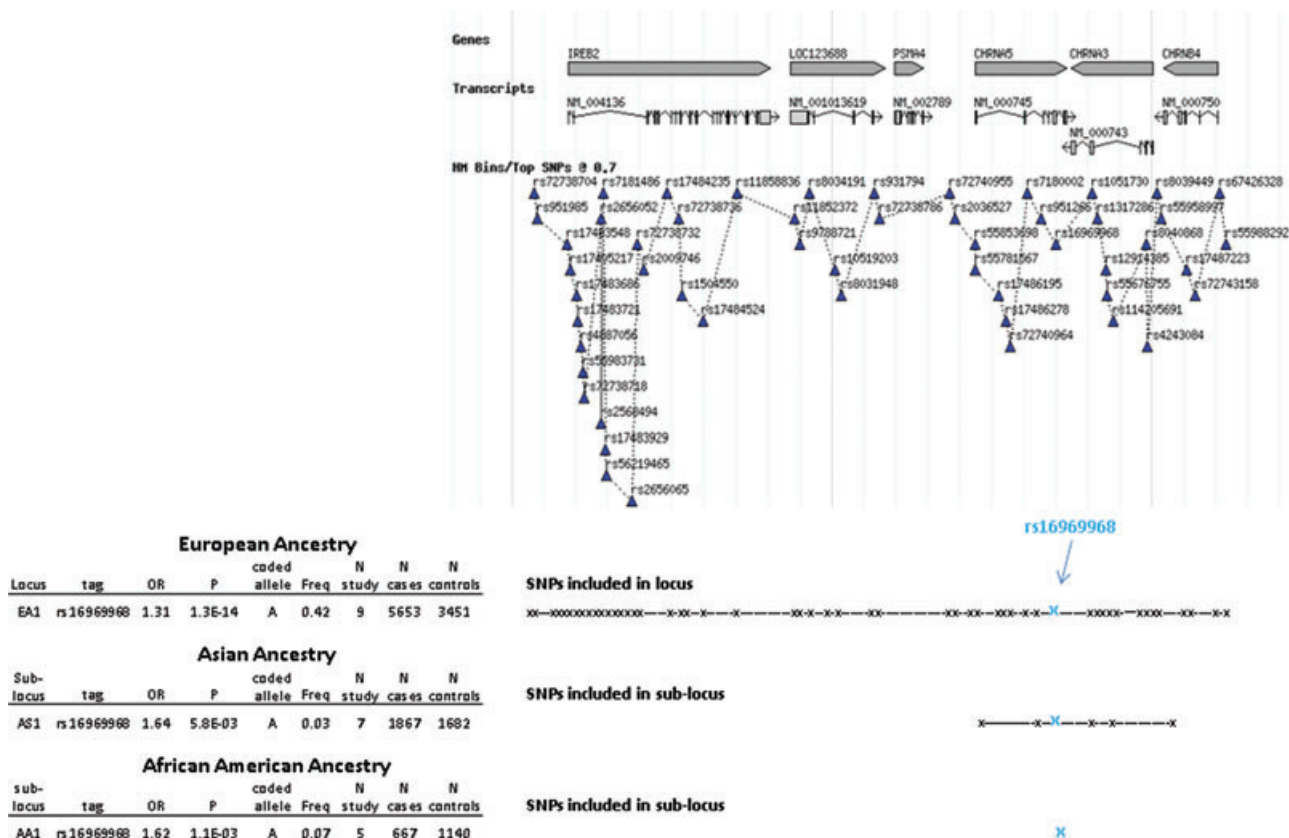 Genes
IREB2 LOC123688 PSMA4 CHRNA5 CHRNA3 CHRNB4
Transcripts
NM_004136 NM_001013619 NM_002789 NM_000745 NM_000750
NM_000743
HM Bins/Top SNPs @ 0.7
rs72738704 rs7181486 rs17484235 rs11858836 rs8034191 rs931794 rs72740955 rs7180002 rs1051730 rs8039449 rs67426328
rs951985 rs2656052 rs72738736 rs11852372 rs72738786 rs2036527 rs951266 rs1317286 rs55958997
rs17483548 rs72738732 rs9788721 rs55853698 rs16969968 rs8040868 rs55988292
rs17495217 rs2009746 rs10519203 rs55781567 rs12914385 rs17487223
rs17483686 rs1504550 rs8031948 rs17486195 rs55676755 rs72743158
rs17483721 rs17484524 rs17486278 rs114205691
rs4887056 rs72740964 rs4243084
rs55983731
rs72738718
rs2568494
rs17483929
rs56219465
rs2656065
rs16969968
European Ancestry
coded N N N
Locus tag OR P allele Freq study cases controls
EA1 rs16969968 1.31 1.3E-14 A 0.42 9 5653 3451
SNPs included in locus
Asian Ancestry
Sub- coded N N N
locus tag OR P allele Freq study cases controls
AS1 rs16969968 1.64 5.8E-03 A 0.03 7 1867 1682
SNPs included in sub-locus
African American Ancestry
sub- coded N N N
locus tag OR P allele Freq study cases controls
AA1 rs16969968 1.62 1.1E-03 A 0.07 5 667 1140
SNPs included in sub-locus